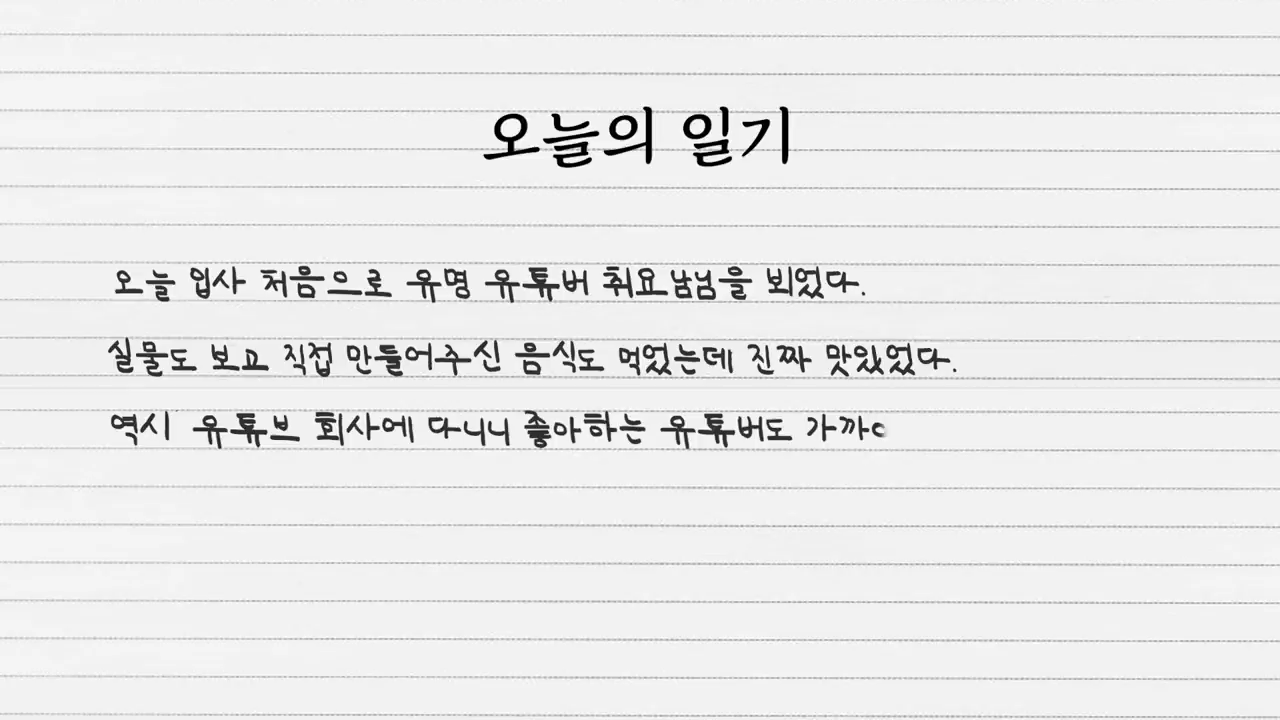 오늘의 일기
오늘 입사 처음으로 유명 유튜버 취요남님을 뵈었다.
실물도 보고 직접 만들어주신 음식도 먹었는데 진짜 맛있었다.
역시 유튜브 회사에 다니니 좋아하는 유튜버도 가까